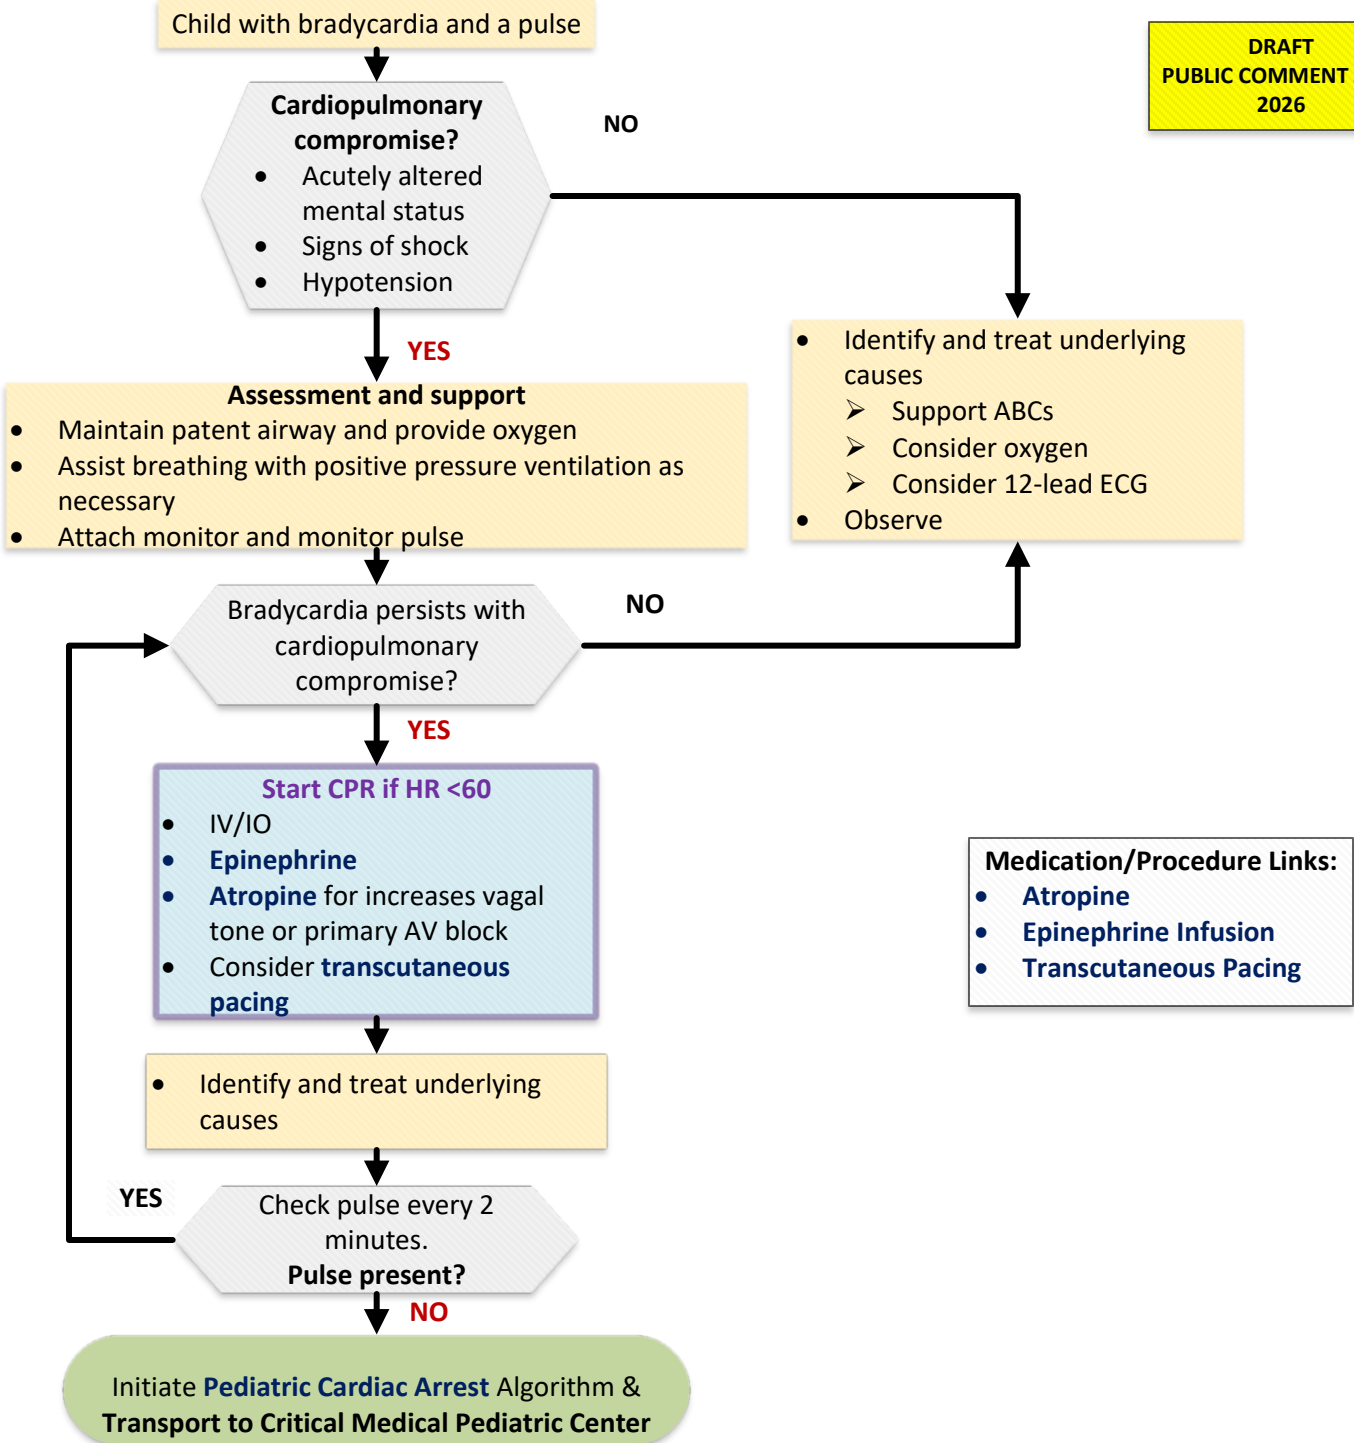 Child with bradycardia and a pulse
DRAFT
PUBLIC COMMENT
2026
Cardiopulmonary
compromise?
• Acutely altered
mental status
• Signs of shock
• Hypotension
NO
YES
Assessment and support
• Maintain patent airway and provide oxygen
• Assist breathing with positive pressure ventilation as
necessary
• Attach monitor and monitor pulse
• Identify and treat underlying
causes
➢ Support ABCs
➢ Consider oxygen
➢ Consider 12-lead ECG
• Observe
Bradycardia persists with
cardiopulmonary
compromise?
NO
YES
Start CPR if HR <60
• IV/IO
• Epinephrine
• Atropine for increases vagal
tone or primary AV block
• Consider transcutaneous
pacing
Medication/Procedure Links:
• Atropine
• Epinephrine Infusion
• Transcutaneous Pacing
• Identify and treat underlying
causes
YES
Check pulse every 2
minutes.
Pulse present?
NO
Initiate Pediatric Cardiac Arrest Algorithm &
Transport to Critical Medical Pediatric Center